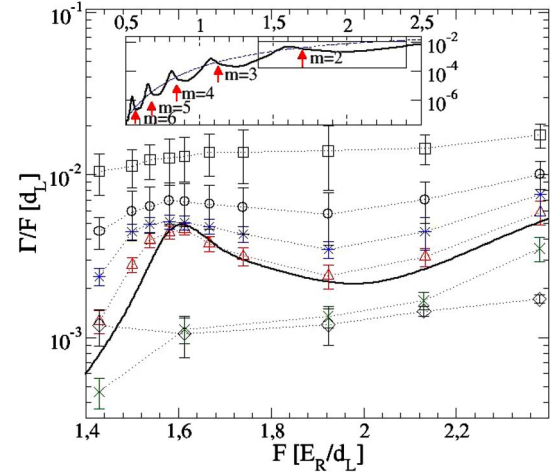 0,5 1 1,5 2 2,5
10⁻¹
10⁻²
10⁻⁴
10⁻⁶
m=2
m=3
m=4
m=5
m=6
10⁻²
Γ/F [d_L]
10⁻³
1,4 1,6 1,8 2 2,2
F [E_R/d_L]